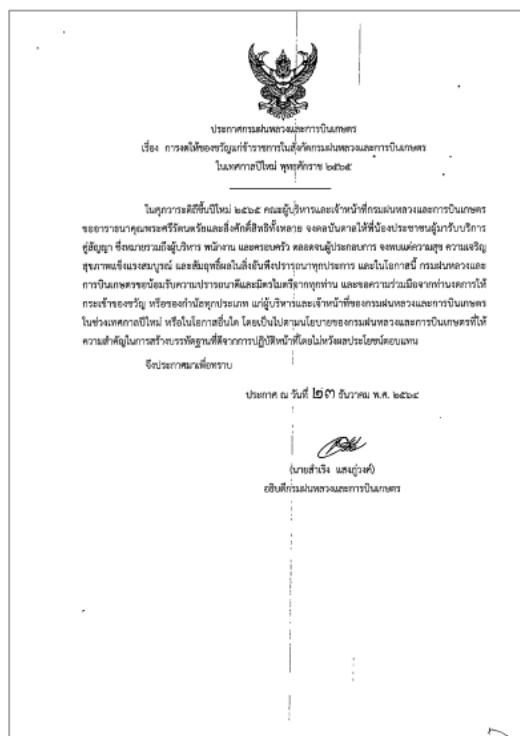 ประกาศกรมฝนหลวงและการบินเกษตร
เรื่อง การงดให้ของขวัญแก่ข้าราชการในสังกัดกรมฝนหลวงและการบินเกษตร
ในเทศกาลปีใหม่ พุทธศักราช ๒๕๖๕
ในศุภวาระดิถีขึ้นปีใหม่ ๒๕๖๕ คณะผู้บริหารและเจ้าหน้าที่กรมฝนหลวงและการบินเกษตร
ขออาราธนาคุณพระศรีรัตนตรัยและสิ่งศักดิ์สิทธิ์ทั้งหลาย จงดลบันดาลให้พี่น้องประชาชนผู้มารับบริการ
คู่สัญญา ซึ่งหมายรวมถึงผู้บริหาร พนักงาน และครอบครัว ตลอดจนผู้ประกอบการ จงพบแต่ความสุข ความเจริญ
สุขภาพแข็งแรงสมบูรณ์ และสัมฤทธิ์ผลในสิ่งอันพึงปรารถนาทุกประการ และในโอกาสนี้ กรมฝนหลวงและ
การบินเกษตรขอน้อมรับความปรารถนาดีและมิตรไมตรีจากทุกท่าน และขอความร่วมมือจากท่านงดการให้
กระเช้าของขวัญ หรือของกำนัลทุกประเภท แก่ผู้บริหารและเจ้าหน้าที่ของกรมฝนหลวงและการบินเกษตร
ในช่วงเทศกาลปีใหม่ หรือในโอกาสอื่นใด โดยเป็นไปตามนโยบายของกรมฝนหลวงและการบินเกษตรที่ให้
ความสำคัญในการสร้างบรรทัดฐานที่ดีจากการปฏิบัติหน้าที่โดยไม่หวังผลประโยชน์ตอบแทน
จึงประกาศมาเพื่อทราบ
ประกาศ ณ วันที่ ๒๓ ธันวาคม พ.ศ. ๒๕๖๔
(นายสำเริง แสงภู่วงค์)
อธิบดีกรมฝนหลวงและการบินเกษตร